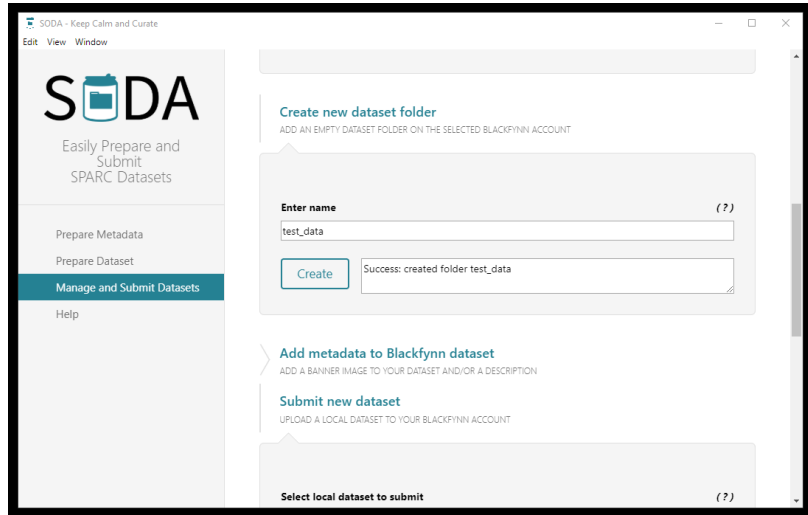 SODA - Keep Calm and Curate
Edit View Window
SODA
Easily Prepare and
Submit
SPARC Datasets
Prepare Metadata
Prepare Dataset
Manage and Submit Datasets
Help
Create new dataset folder
ADD AN EMPTY DATASET FOLDER ON THE SELECTED BLACKFYNN ACCOUNT
Enter name (?)
test_data
Create
Success: created folder test_data
Add metadata to Blackfynn dataset
ADD A BANNER IMAGE TO YOUR DATASET AND/OR A DESCRIPTION
Submit new dataset
UPLOAD A LOCAL DATASET TO YOUR BLACKFYNN ACCOUNT
Select local dataset to submit (?)